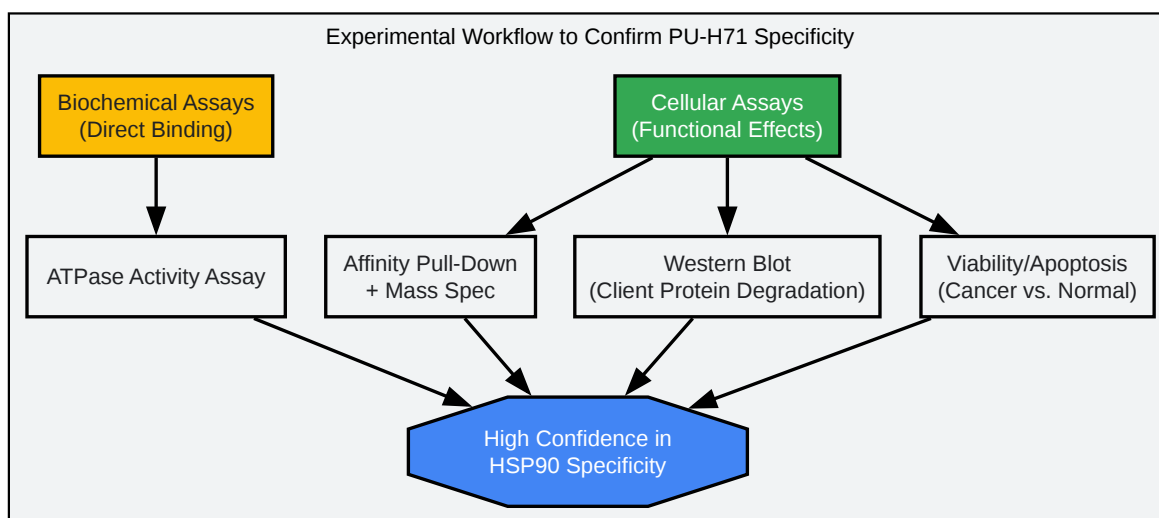 Experimental Workflow to Confirm PU-H71 Specificity
Biochemical Assays
(Direct Binding)
Cellular Assays
(Functional Effects)
ATPase Activity Assay
Affinity Pull-Down
+ Mass Spec
Western Blot
(Client Protein Degradation)
Viability/Apoptosis
(Cancer vs. Normal)
High Confidence in
HSP90 Specificity